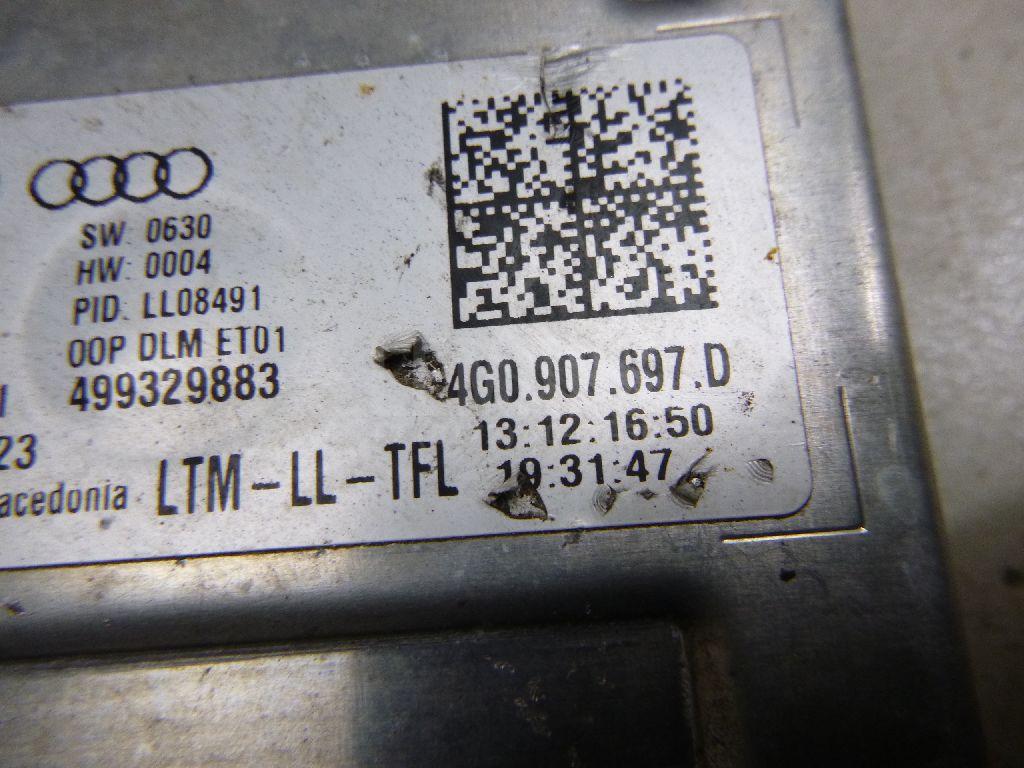 SW: 0630
HW: 0004
PID: LL08491
00P DLM ET01
499329883
4G0.907.697.D
13:12:16:50
23
19:31:47
acedonia LTM-LL-TFL